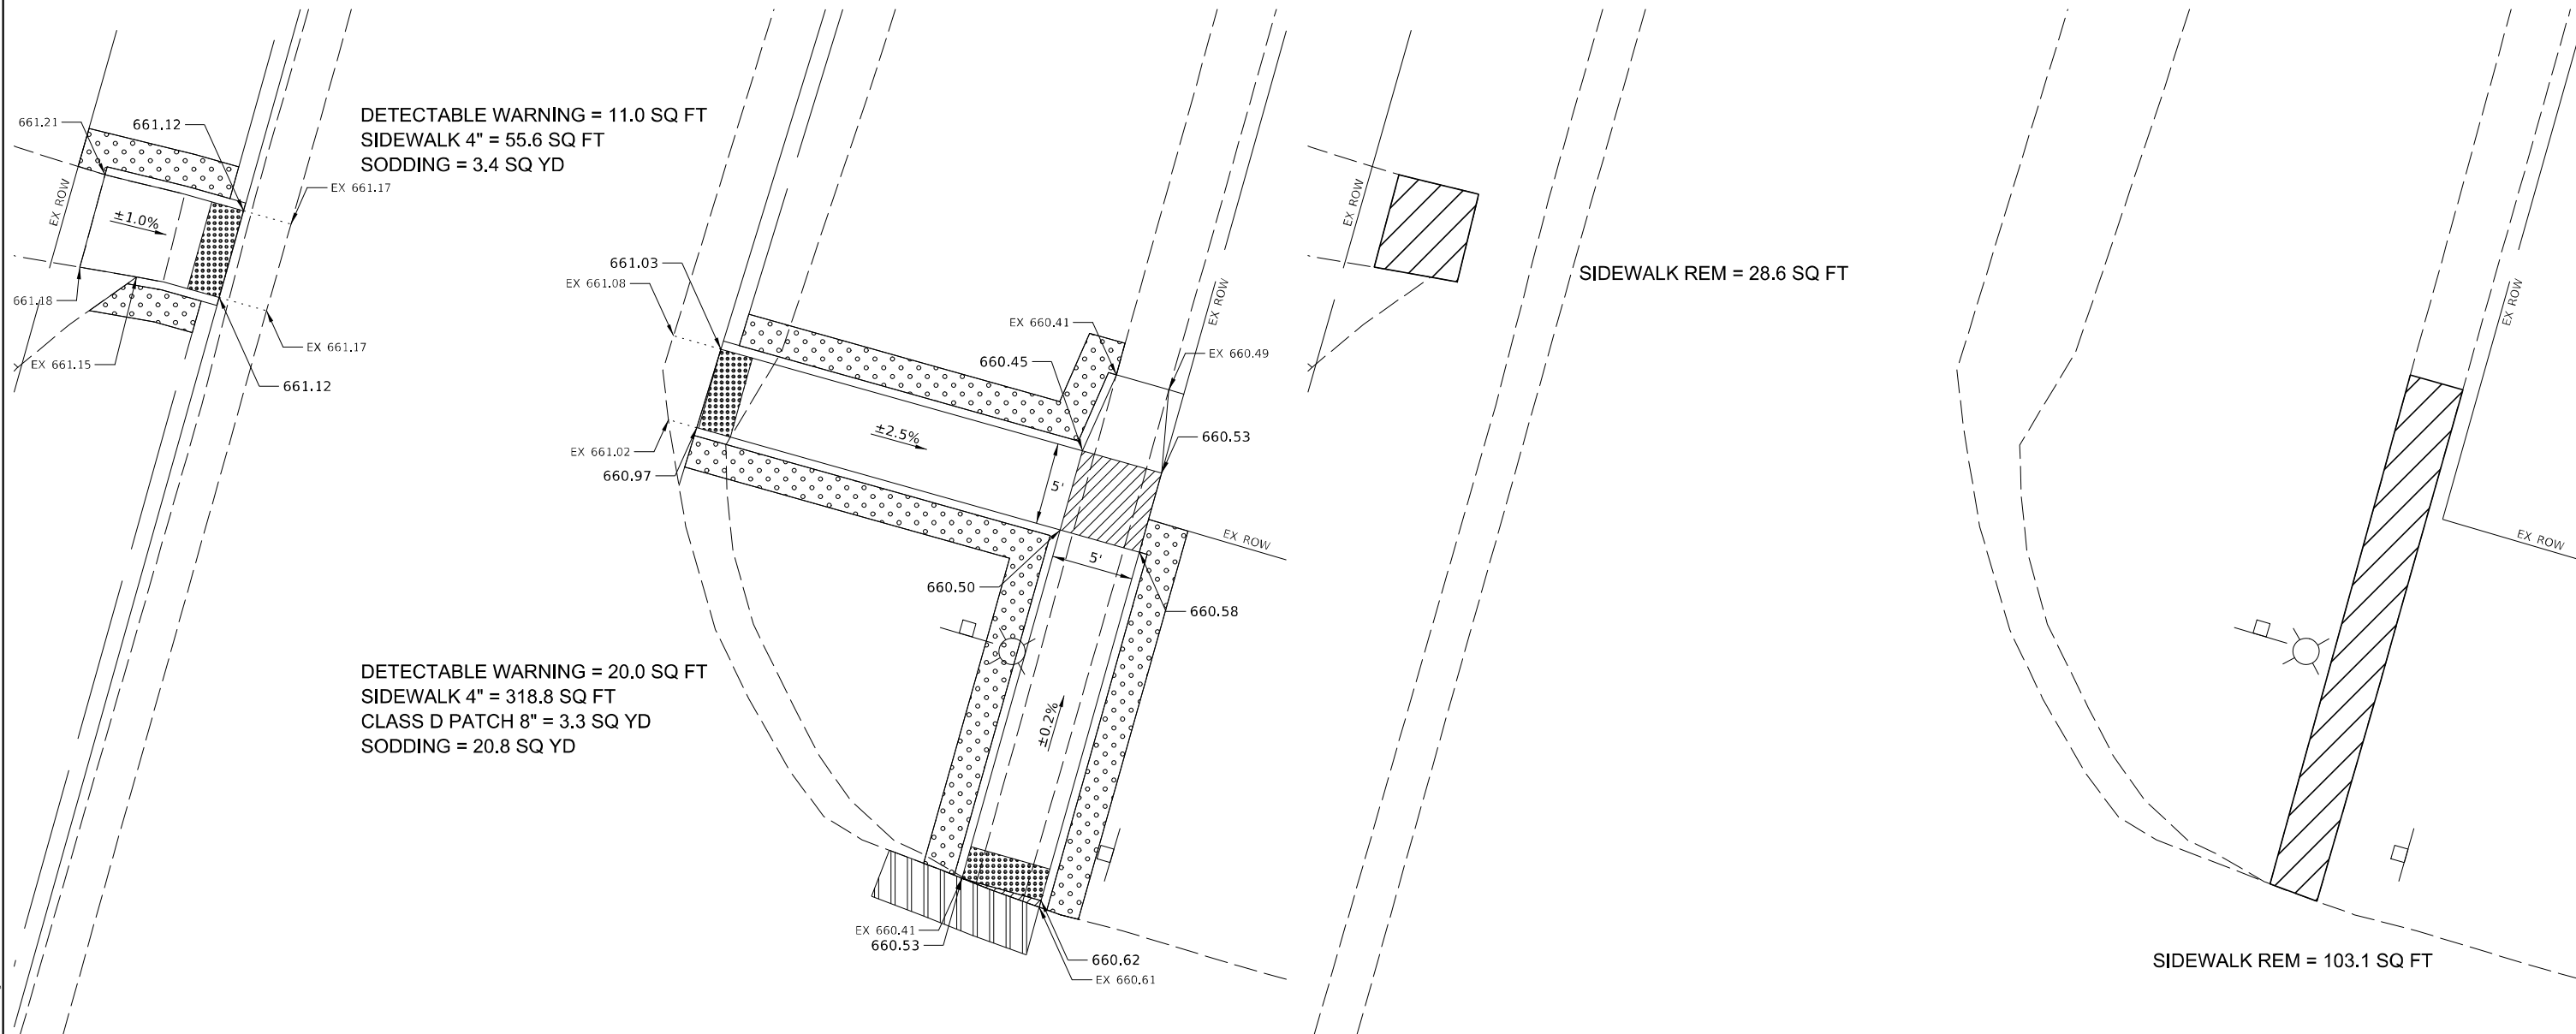 661.21
661.12
EX ROW
±1.0%
EX 661.17
661.18
EX 661.15
EX 661.17
661.12
DETECTABLE WARNING = 11.0 SQ FT
SIDEWALK 4" = 55.6 SQ FT
SODDING = 3.4 SQ YD
661.03
EX 661.08
EX 661.02
660.97
±2.5%
EX 660.41
660.45
EX ROW
EX 660.49
660.53
5'
5'
EX ROW
660.50
660.58
±0.2%
DETECTABLE WARNING = 20.0 SQ FT
SIDEWALK 4" = 318.8 SQ FT
CLASS D PATCH 8" = 3.3 SQ YD
SODDING = 20.8 SQ YD
EX 660.41
660.53
660.62
EX 660.61
EX ROW
SIDEWALK REM = 28.6 SQ FT
EX ROW
EX ROW
SIDEWALK REM = 103.1 SQ FT